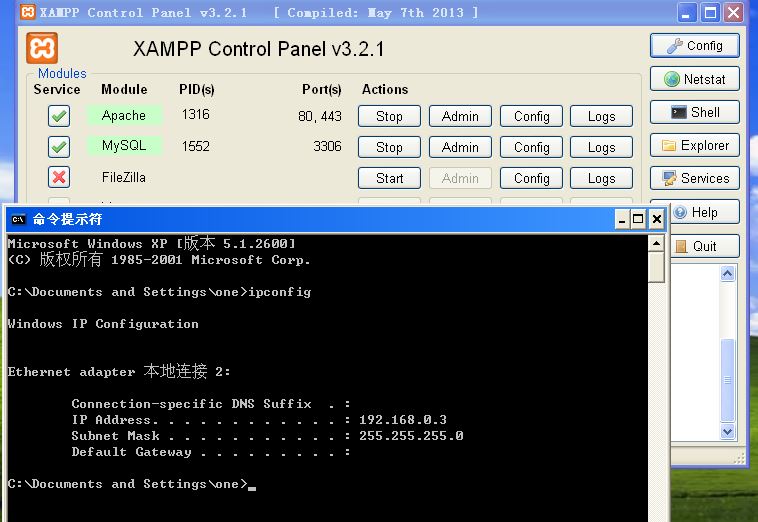 XAMPP Control Panel v3.2.1 [ Compiled: May 7th 2013 ]
XAMPP Control Panel v3.2.1
Config
Modules
Service Module PID(s) Port(s) Actions
Netstat
Apache 1316 80, 443 Stop Admin Config Logs
Shell
MySQL 1552 3306 Stop Admin Config Logs
Explorer
FileZilla Start Admin Config Logs
Services
Help
Quit
命令提示符
Microsoft Windows XP [版本 5.1.2600]
(C) 版权所有 1985-2001 Microsoft Corp.
C:\Documents and Settings\one>ipconfig
Windows IP Configuration
Ethernet adapter 本地连接 2:
Connection-specific DNS Suffix . :
IP Address. . . . . . . . . . . . : 192.168.0.3
Subnet Mask . . . . . . . . . . . : 255.255.255.0
Default Gateway . . . . . . . . . :
C:\Documents and Settings\one>